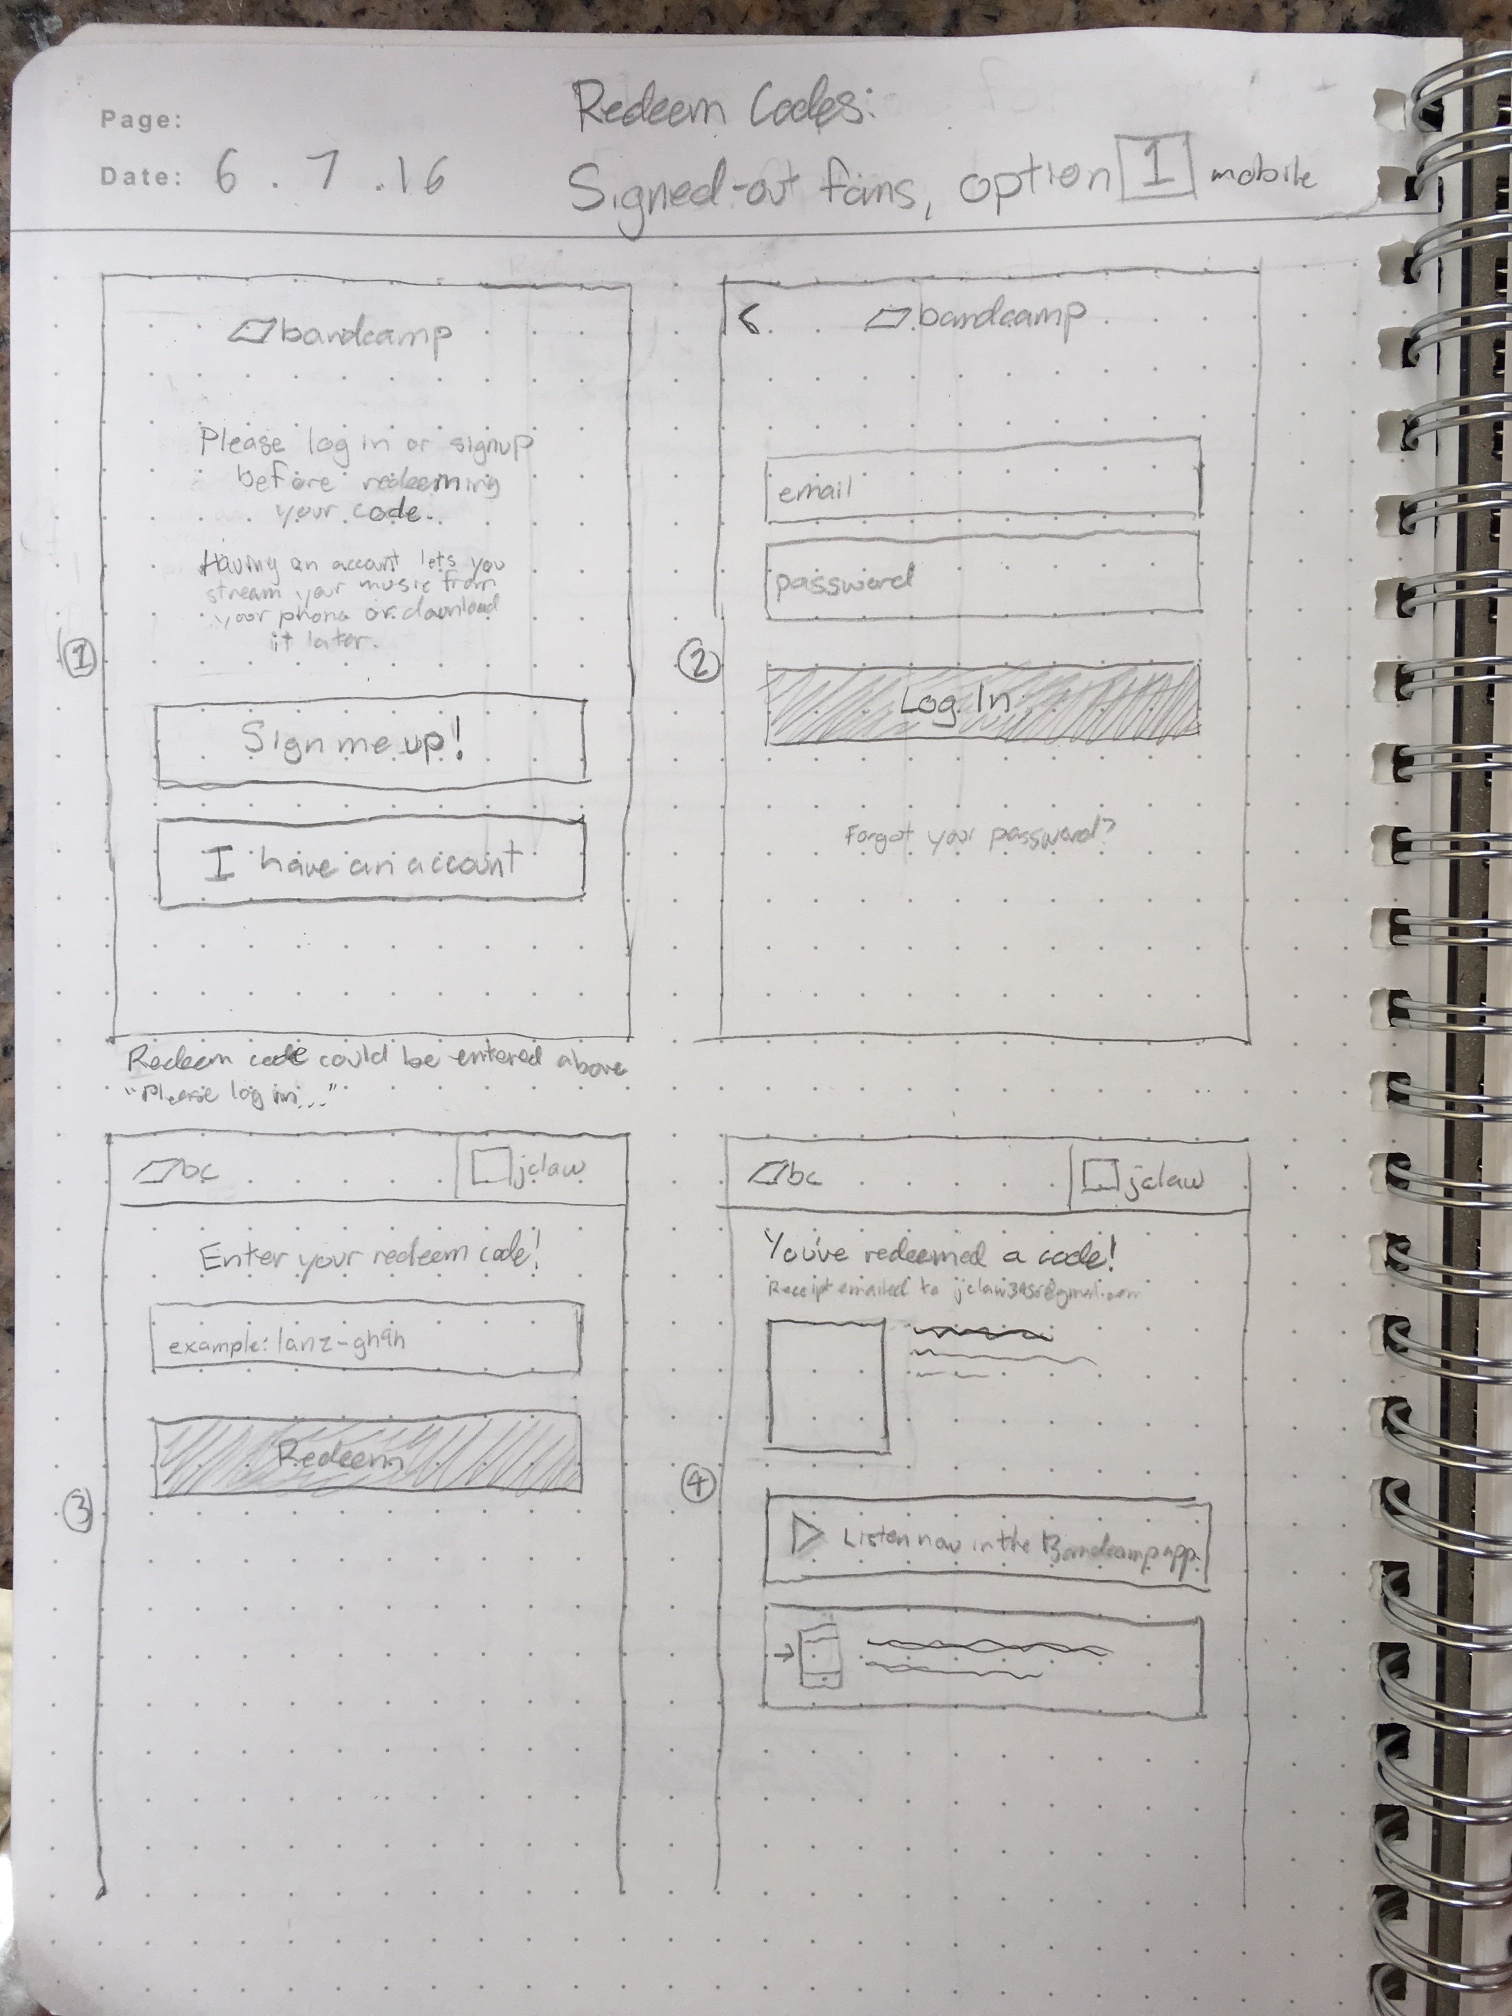 Page:
Date: 6 . 7 . 16
Redeem Codes:
Signed-out fans, option 1 mobile
bandcamp
Please log in or signup
before redeeming
your code.
Having an account lets you
stream your music from
your phone or download
it later.
1
Sign me up!
I have an account
Redeem code could be entered above
"Please log in..."
bandcamp
email
password
2
Log In
Forgot your password?
bc jclaw
Enter your redeem code!
example: lanz-gh9h
Redeem
3
bc jclaw
You've redeemed a code!
Receipt emailed to
4
Listen now in the Bandcamp app.